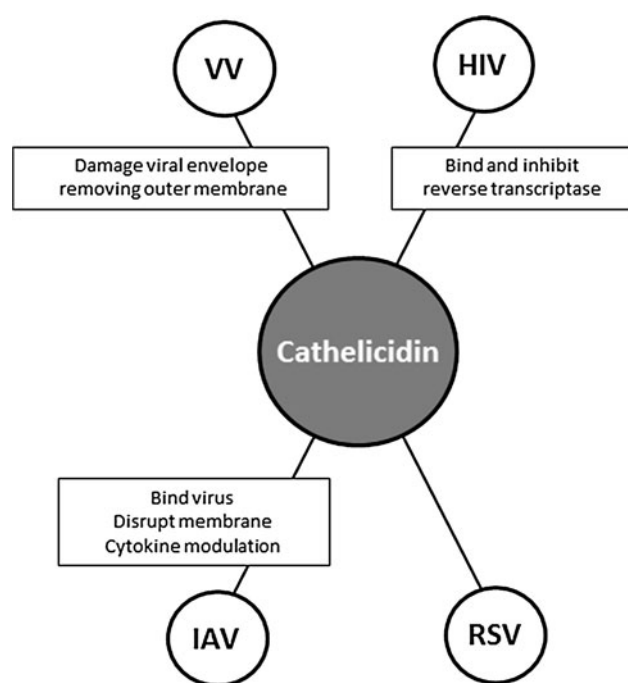 VV
HIV
Damage viral envelope
removing outer membrane
Bind and inhibit
reverse transcriptase
Cathelicidin
Bind virus
Disrupt membrane
Cytokine modulation
IAV
RSV